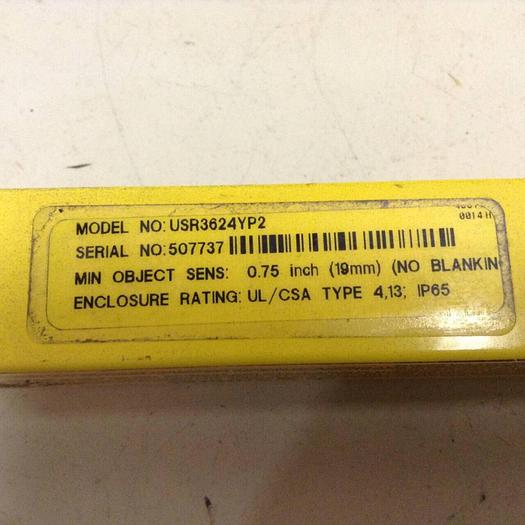 MODEL NO: USR3624YP2
0014H
SERIAL NO: 507737
MIN OBJECT SENS: 0.75 inch (19mm) (NO BLANKIN
ENCLOSURE RATING: UL/CSA TYPE 4,13; IP65